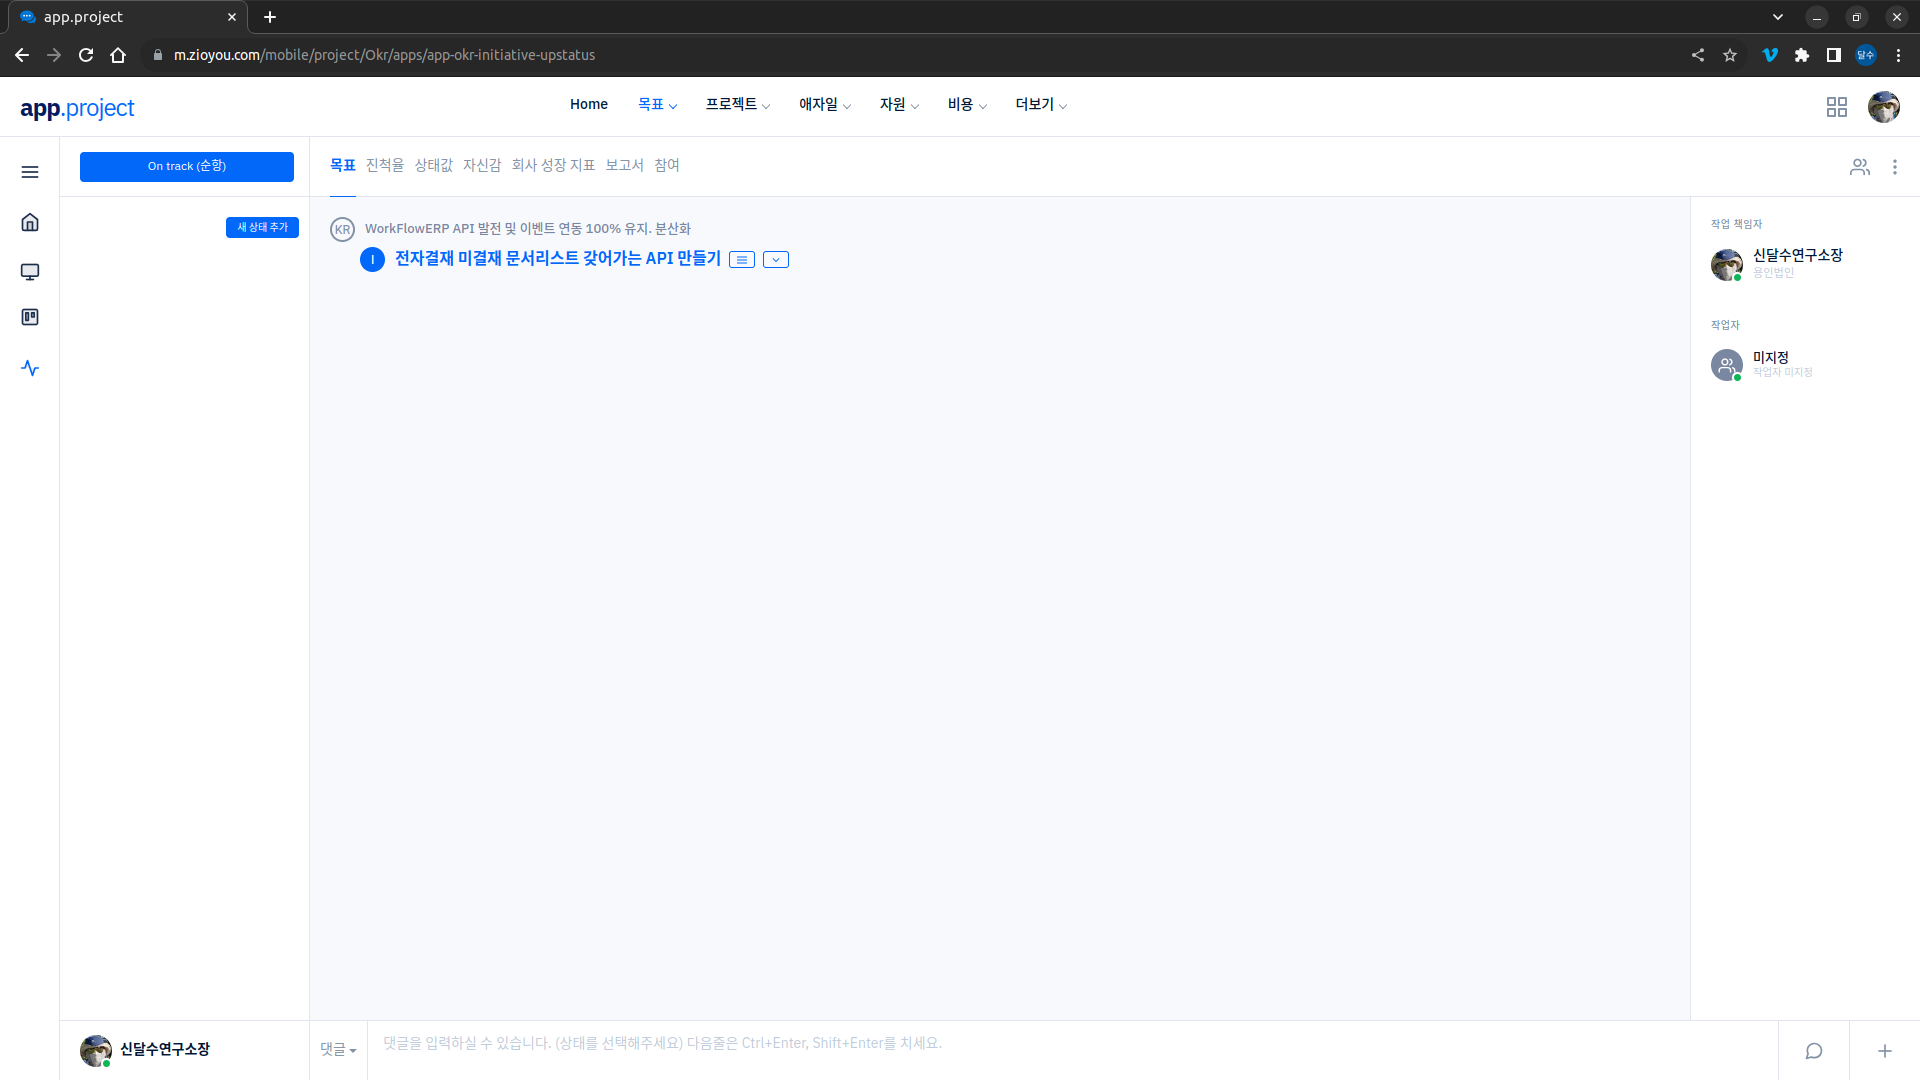 app.project
m.zioyou.com/mobile/project/Okr/apps/app-okr-initiative-upstatus
달수
app.project
Home 목표 프로젝트 애자일 자원 비용 더보기
On track (순항)
목표 진척율 상태값 자신감 회사 성장 지표 보고서 참여
새 상태 추가
KR WorkFlowERP API 발전 및 이벤트 연동 100% 유지. 분산화
I 전자결재 미결재 문서리스트 갖어가는 API 만들기
작업 책임자
신달수연구소장
용인법인
작업자
미지정
작업자 미지정
신달수연구소장
댓글
댓글을 입력하실 수 있습니다. (상태를 선택해주세요) 다음줄은 Ctrl+Enter, Shift+Enter를 치세요.